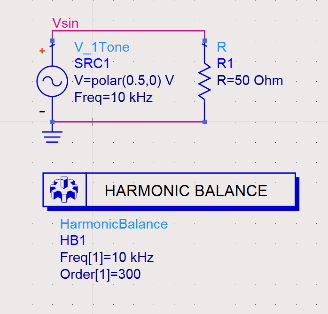 Vsin
+
V_1Tone
SRC1
V=polar(0.5,0) V
Freq=10 kHz
-
R
R1
R=50 Ohm
HARMONIC BALANCE
HarmonicBalance
HB1
Freq[1]=10 kHz
Order[1]=300